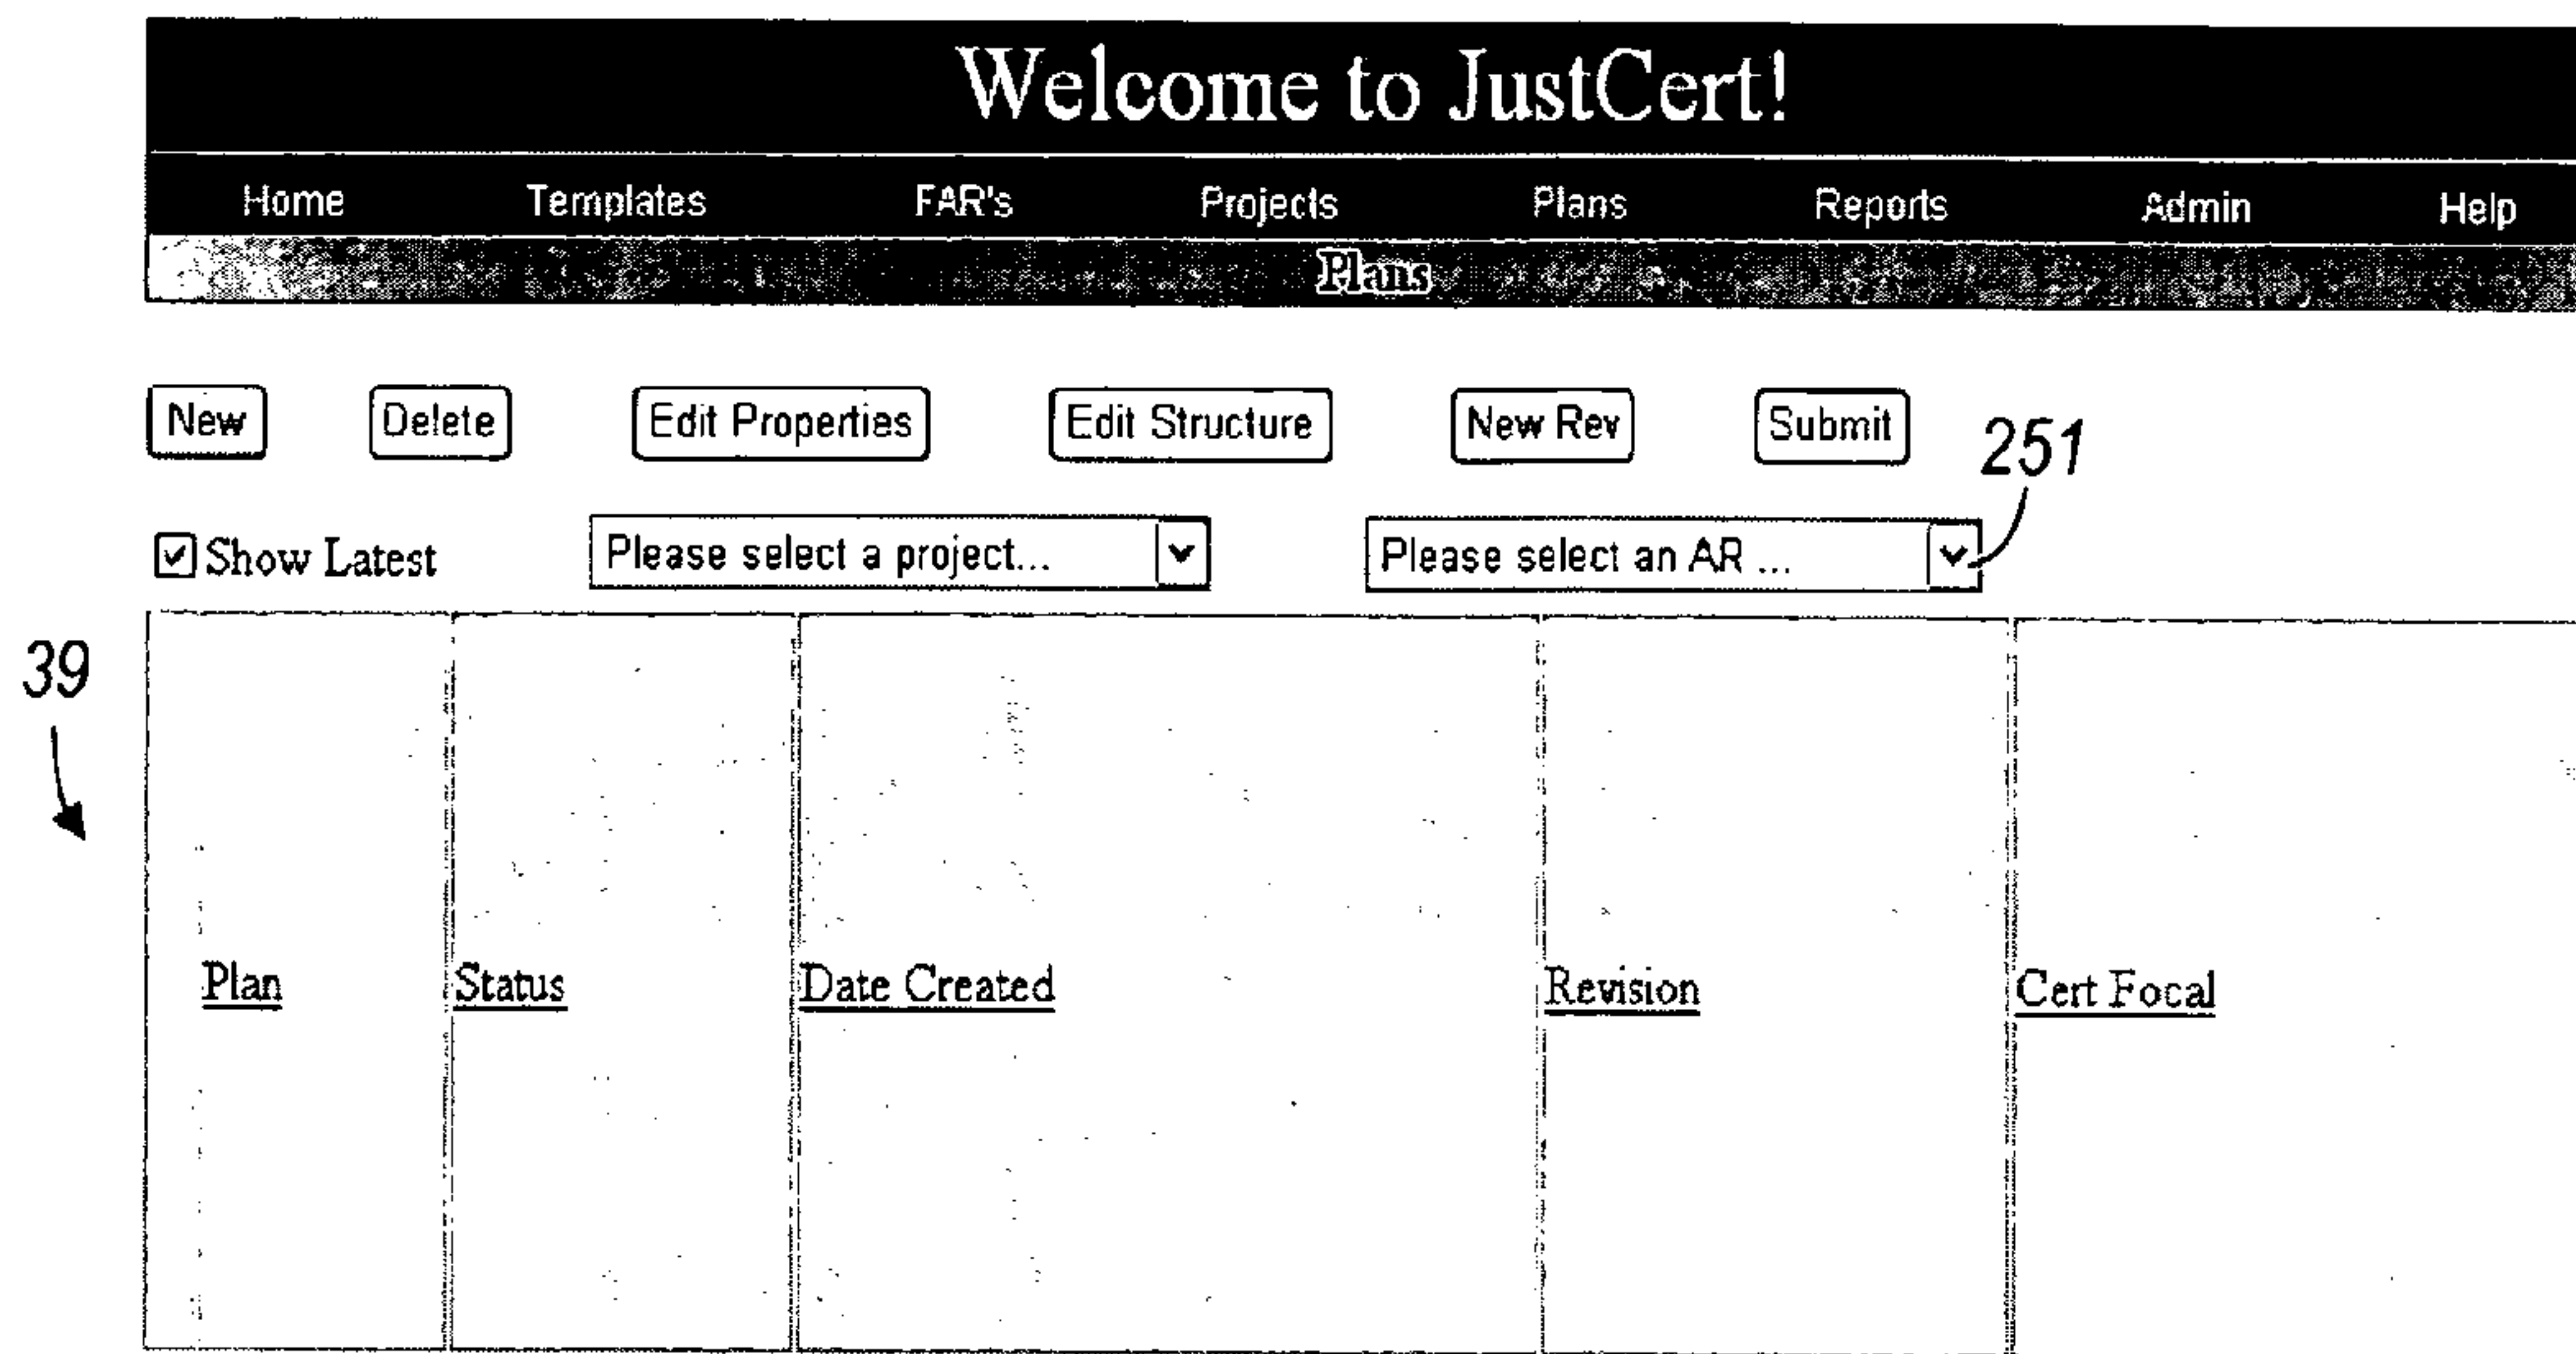 Welcome to JustCert!
Home Templates FAR's Projects Plans Reports Admin Help
Plans
New Delete Edit Properties Edit Structure New Rev Submit 251
Show Latest Please select a project... Please select an AR ...
39
Plan Status Date Created Revision Cert Focal